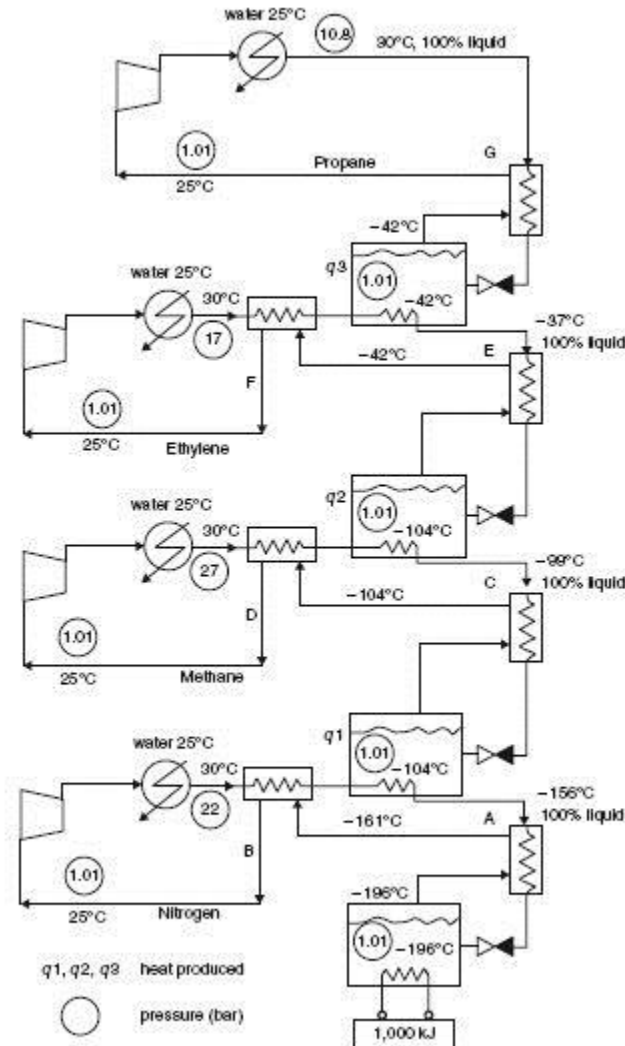 water 25°C
10.8
30°C, 100% liquid
1.01
Propane
G
25°C
−42°C
water 25°C
q3
1.01
30°C
−42°C
−37°C
17
100% liquid
E
−42°C
F
1.01
25°C
Ethylene
water 25°C
q2
1.01
30°C
−104°C
−99°C
27
100% liquid
C
−104°C
D
1.01
25°C
Methane
water 25°C
q1
1.01
30°C
−104°C
−156°C
22
100% liquid
A
−161°C
B
1.01
−196°C
25°C
Nitrogen
1.01
−196°C
q1, q2, q3 heat produced
pressure (bar)
1,000 kJ